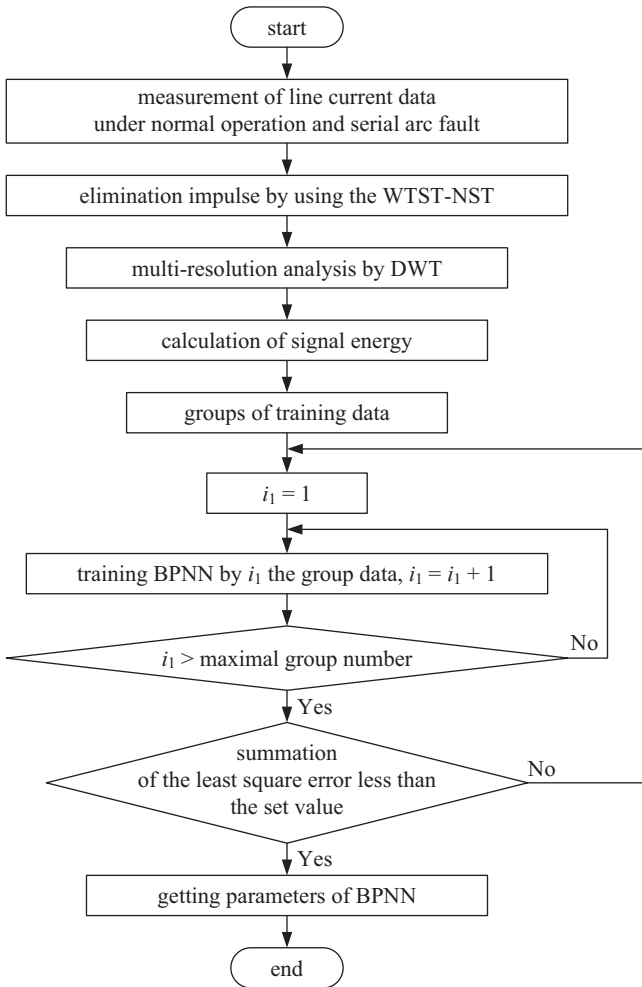 start
measurement of line current data
under normal operation and serial arc fault
elimination impulse by using the WTST-NST
multi-resolution analysis by DWT
calculation of signal energy
groups of training data
i₁ = 1
training BPNN by i₁ the group data, i₁ = i₁ + 1
i₁ > maximal group number
No
Yes
summation
of the least square error less than
the set value
No
Yes
getting parameters of BPNN
end